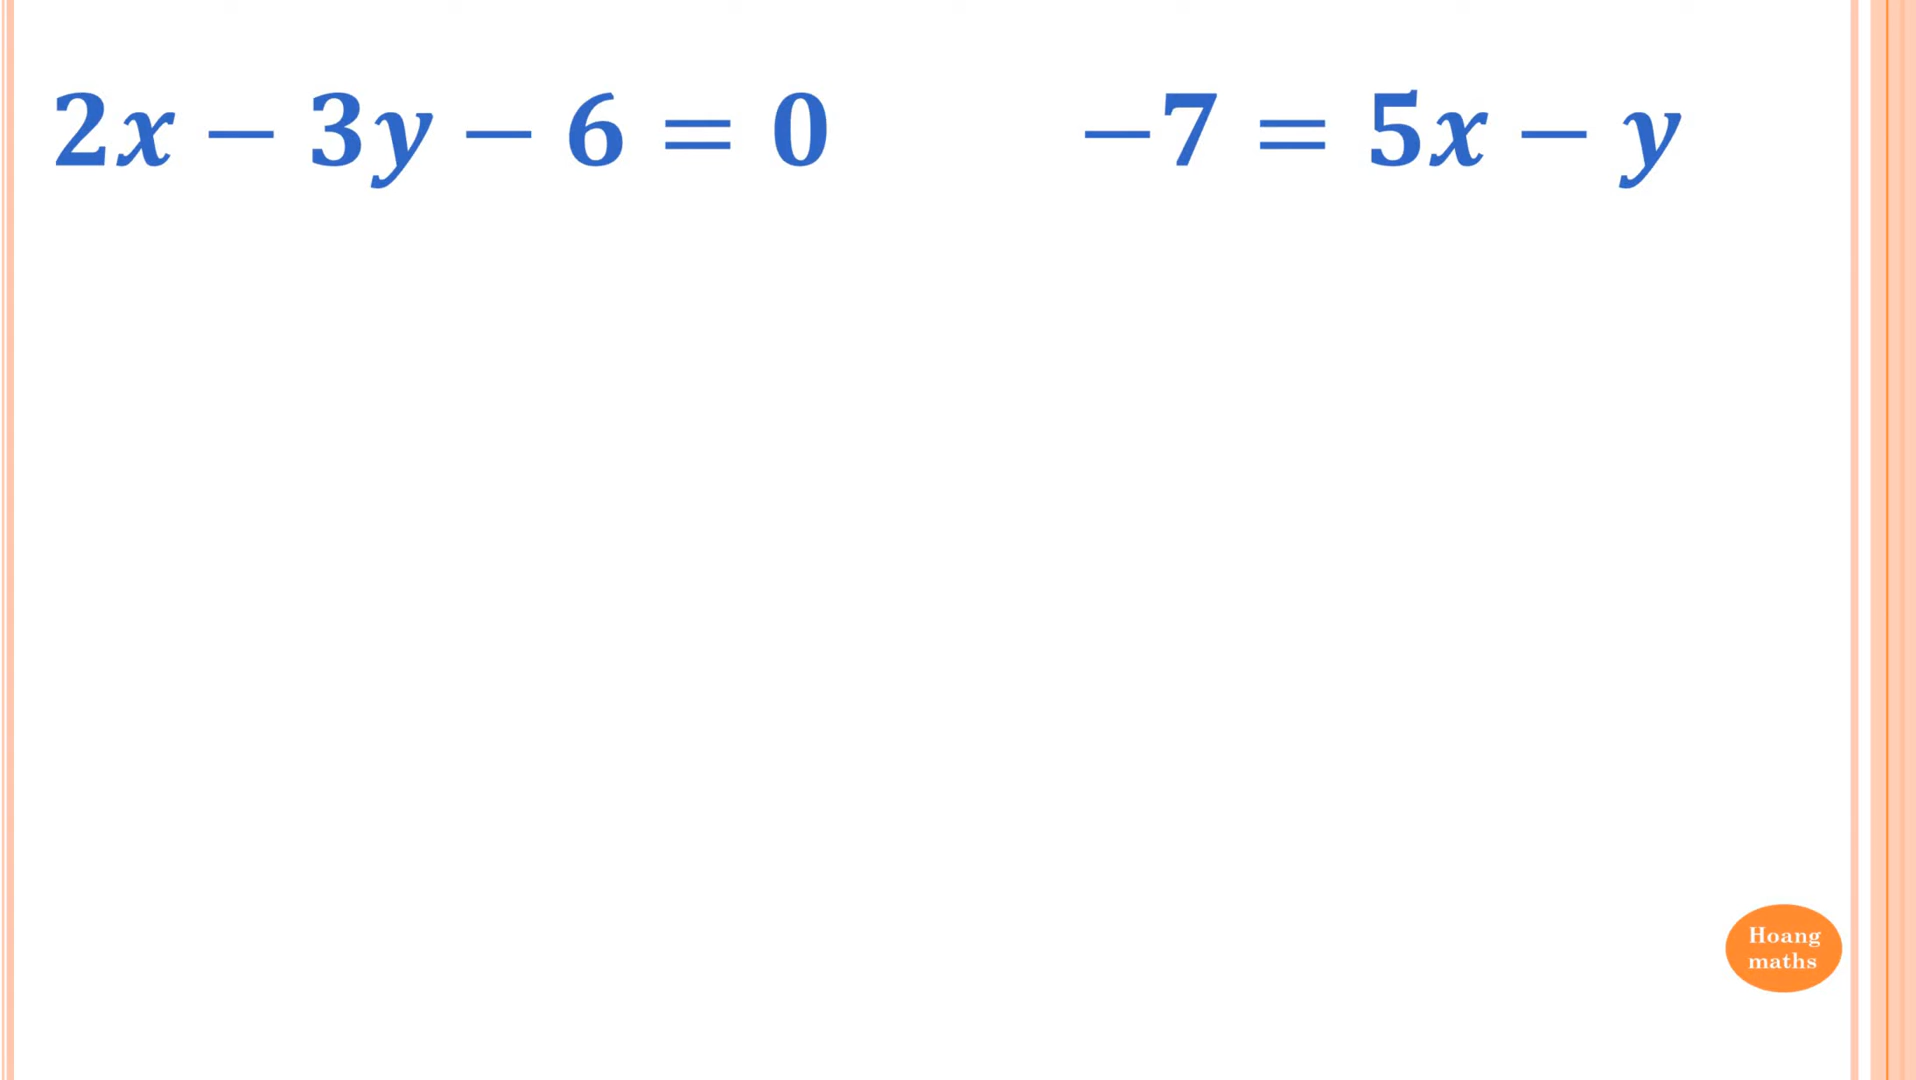 2x − 3y − 6 = 0
−7 = 5x − y
Hoang
maths